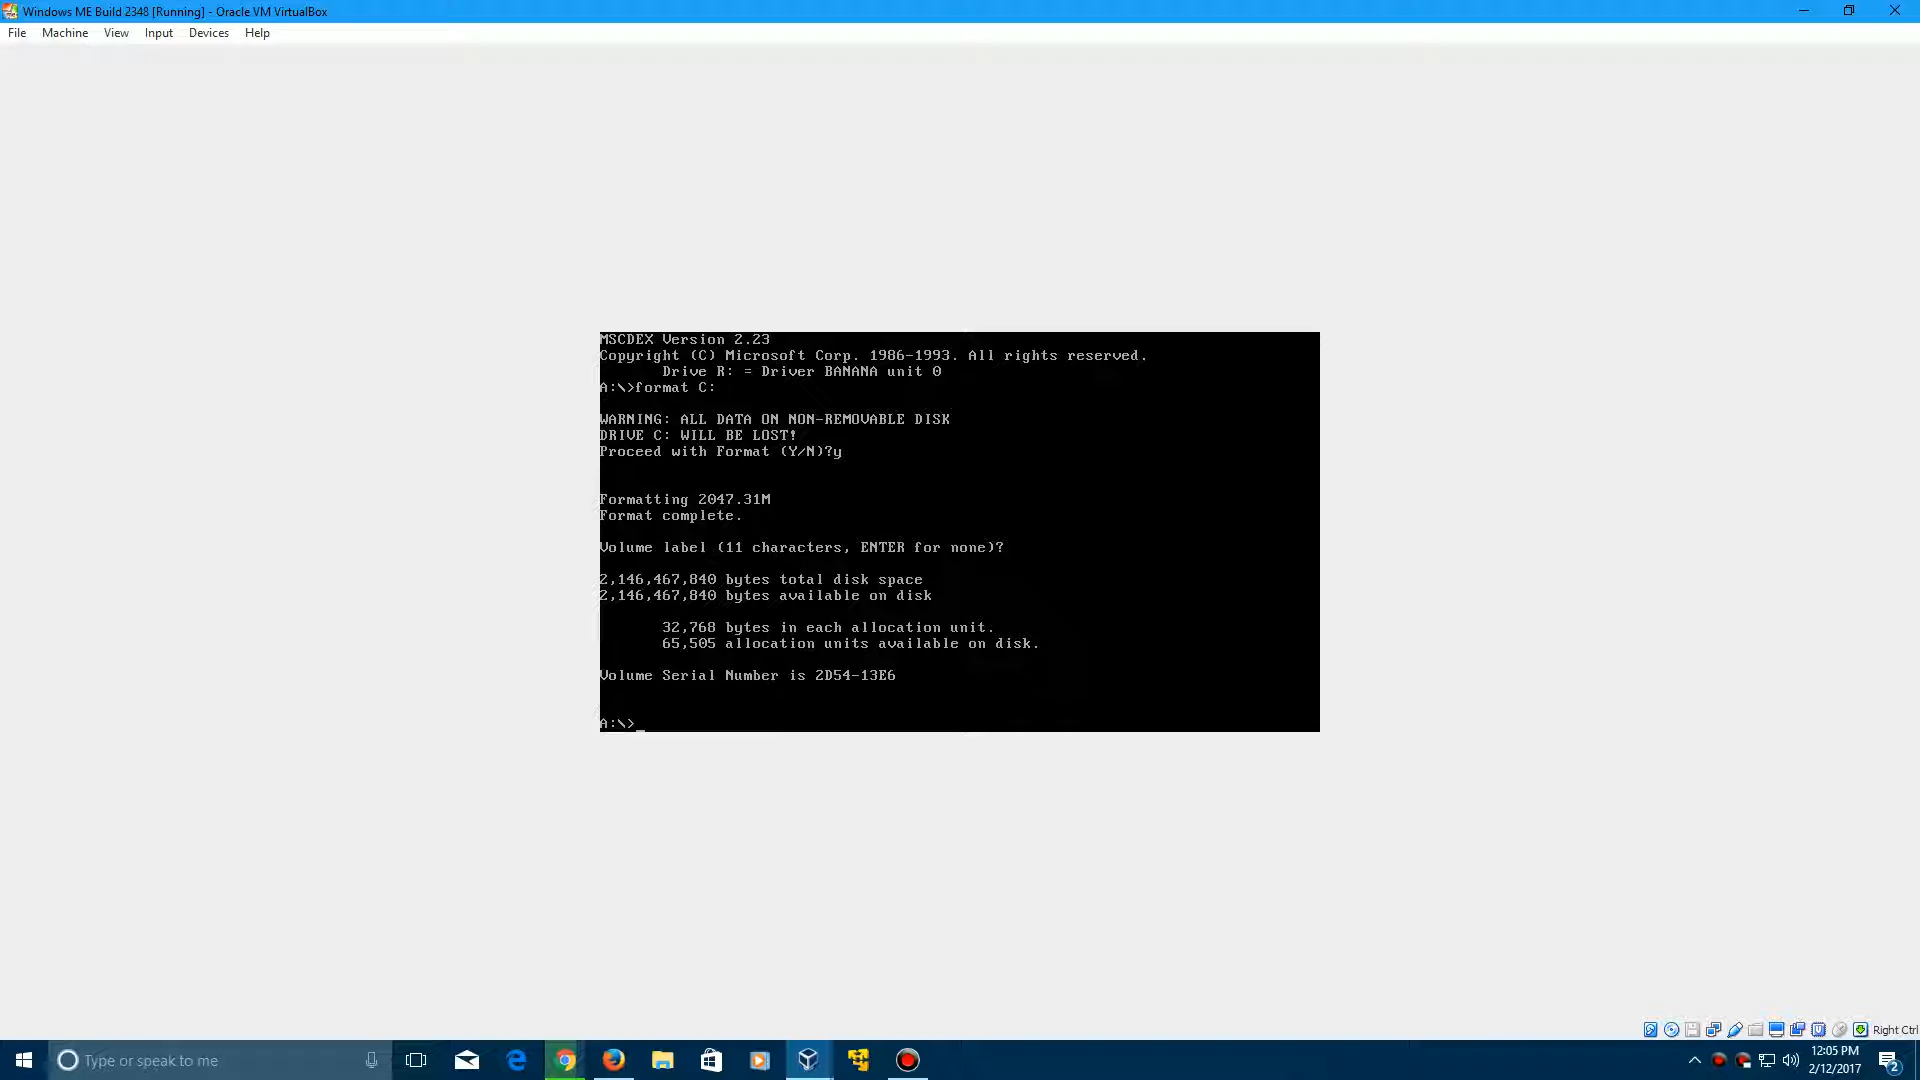 Windows ME Build 2348 [Running] - Oracle VM VirtualBox
File Machine View Input Devices Help
MSCDEX Version 2.23
Copyright (C) Microsoft Corp. 1986-1993. All rights reserved.
Drive R: = Driver BANANA unit 0
A:\>format C:
WARNING: ALL DATA ON NON-REMOVABLE DISK
DRIVE C: WILL BE LOST!
Proceed with Format (Y/N)?y
Formatting 2047.31M
Format complete.
Volume label (11 characters, ENTER for none)?
2,146,467,840 bytes total disk space
2,146,467,840 bytes available on disk
32,768 bytes in each allocation unit.
65,505 allocation units available on disk.
Volume Serial Number is 2D54-13E6
A:\>_
Right Ctrl
Type or speak to me
12:05 PM
2/12/2017
2